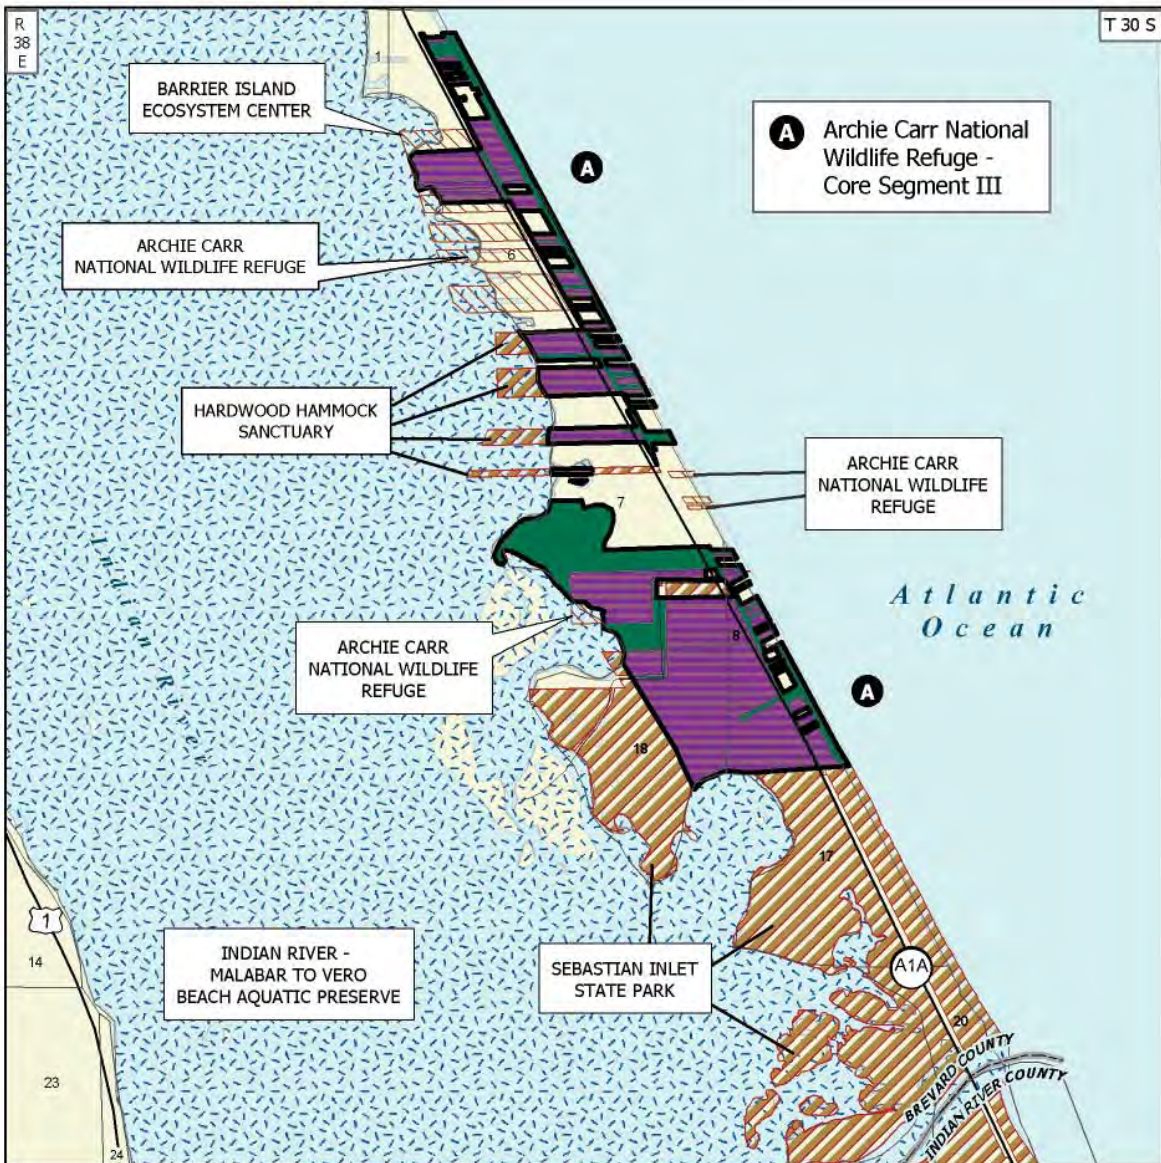 R
38
E
T 30 S
1
BARRIER ISLAND
ECOSYSTEM CENTER
A
A Archie Carr National
Wildlife Refuge -
Core Segment III
ARCHIE CARR
NATIONAL WILDLIFE REFUGE
6
HARDWOOD HAMMOCK
SANCTUARY
ARCHIE CARR
NATIONAL WILDLIFE
REFUGE
7
Indian River
Atlantic
Ocean
8
ARCHIE CARR
NATIONAL WILDLIFE
REFUGE
A
18
17
1
14
INDIAN RIVER -
MALABAR TO VERO
BEACH AQUATIC PRESERVE
SEBASTIAN INLET
STATE PARK
A1A
20
BREVARD COUNTY
INDIAN RIVER COUNTY
23
24